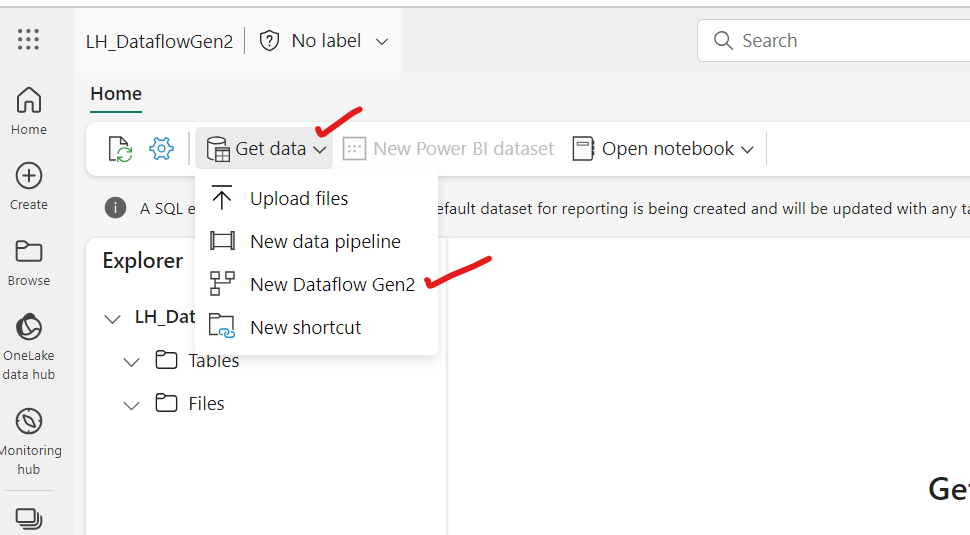 LH_DataflowGen2
No label
Search
Home
Home
Get data
New Power BI dataset
Open notebook
Create
Upload files
A SQL e
efault dataset for reporting is being created and will be updated with any ta
New data pipeline
Explorer
Browse
New Dataflow Gen2
LH_Dat
New shortcut
OneLake
data hub
Tables
Files
Monitoring
hub
Get